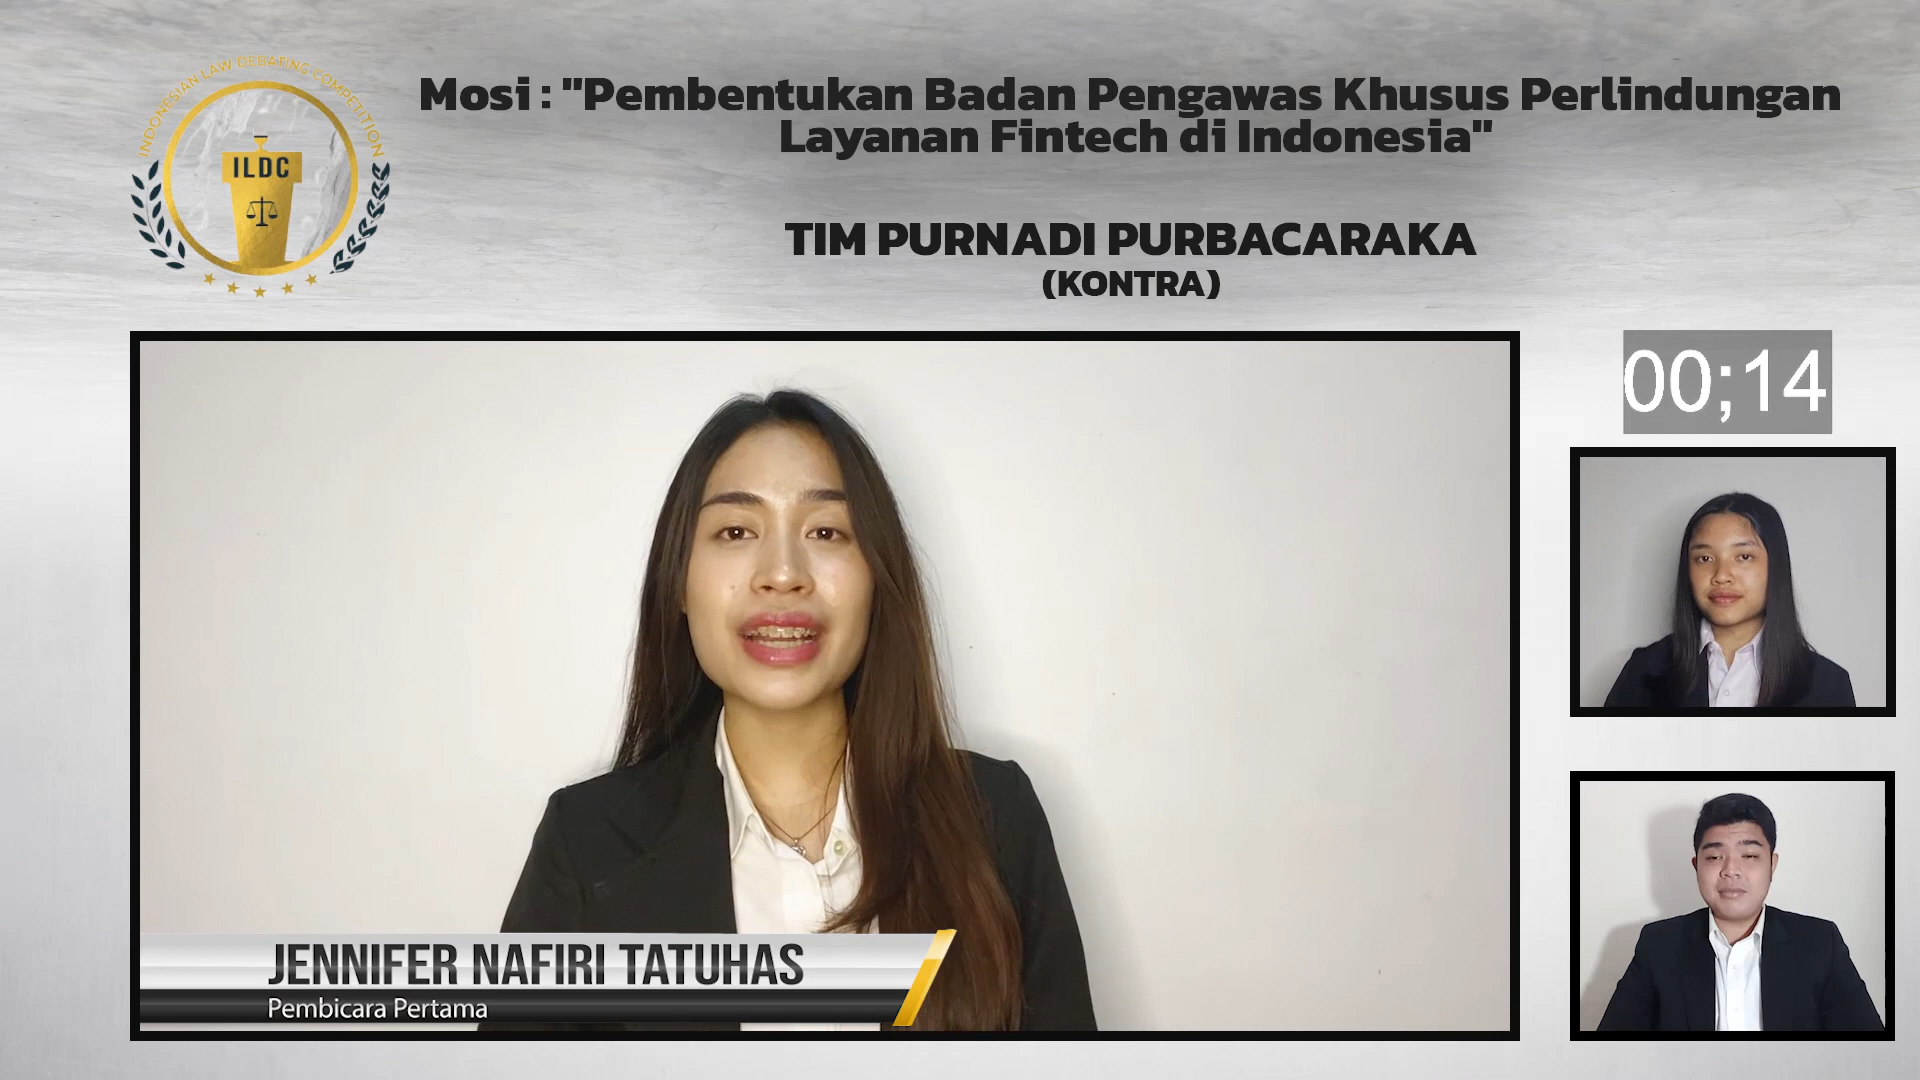 INDONESIAN LAW DEBATING COMPETITION
ILDC
Mosi : "Pembentukan Badan Pengawas Khusus Perlindungan
Layanan Fintech di Indonesia"
TIM PURNADI PURBACARAKA
(KONTRA)
00;14
JENNIFER NAFIRI TATUHAS
Pembicara Pertama